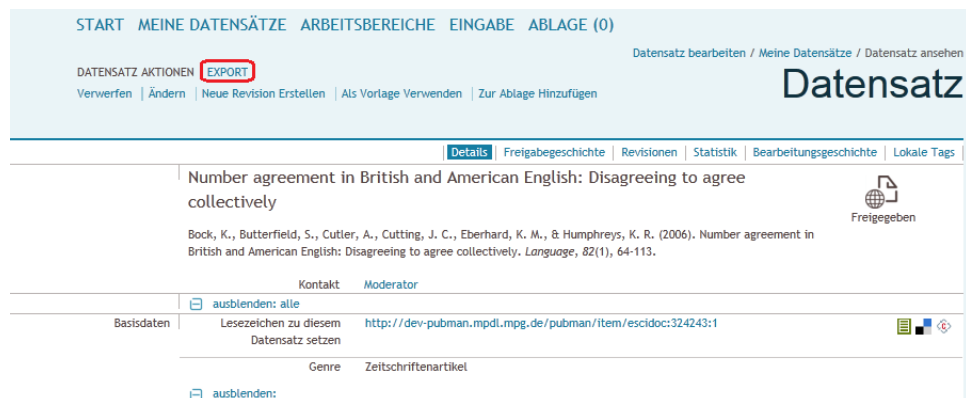 START MEINE DATENSÄTZE ARBEITSBEREICHE EINGABE ABLAGE (0)
Datensatz bearbeiten / Meine Datensätze / Datensatz ansehen
DATENSATZ AKTIONEN EXPORT
Datensatz
Verwerfen | Ändern | Neue Revision Erstellen | Als Vorlage Verwenden | Zur Ablage Hinzufügen
| Details | Freigabegeschichte | Revisionen | Statistik | Bearbeitungsgeschichte | Lokale Tags |
Number agreement in British and American English: Disagreeing to agree
collectively
Freigegeben
Bock, K., Butterfield, S., Cutler, A., Cutting, J. C., Eberhard, K. M., & Humphreys, K. R. (2006). Number agreement in
British and American English: Disagreeing to agree collectively. Language, 82(1), 64-113.
Kontakt Moderator
ausblenden: alle
Basisdaten Lesezeichen zu diesem http://dev-pubman.mpdl.mpg.de/pubman/item/escidoc:324243:1
Datensatz setzen
Genre Zeitschriftenartikel
ausblenden: